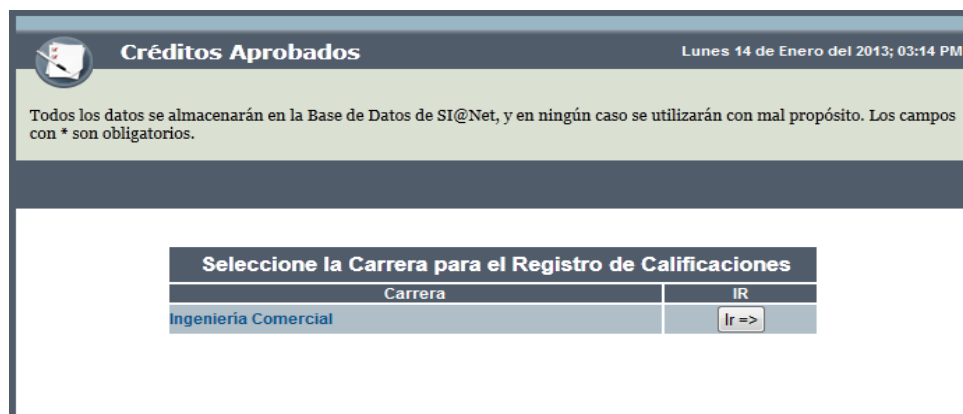 Créditos Aprobados
Lunes 14 de Enero del 2013; 03:14 PM
Todos los datos se almacenarán en la Base de Datos de SI@Net, y en ningún caso se utilizarán con mal propósito. Los campos
con * son obligatorios.
Seleccione la Carrera para el Registro de Calificaciones
Carrera IR
Ingeniería Comercial Ir =>